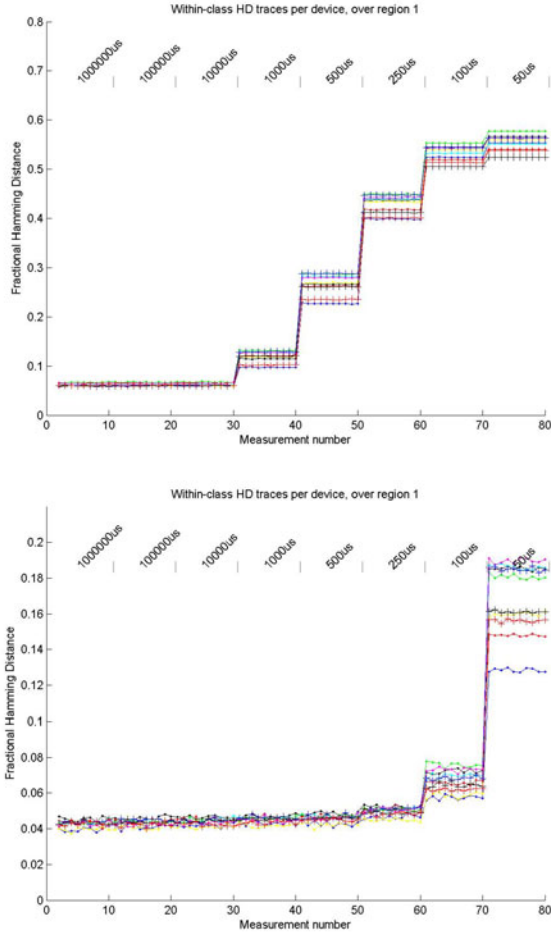 Within-class HD traces per device, over region 1
0.8
0.7
0.6
0.5
0.4
0.3
0.2
0.1
0
Fractional Hamming Distance
1000000us
100000us
10000us
1000us
500us
250us
100us
50us
0 10 20 30 40 50 60 70 80
Measurement number
Within-class HD traces per device, over region 1
0.2
0.18
0.16
0.14
0.12
0.1
0.08
0.06
0.04
0.02
0
Fractional Hamming Distance
1000000us
100000us
10000us
1000us
500us
250us
100us
50us
0 10 20 30 40 50 60 70 80
Measurement number